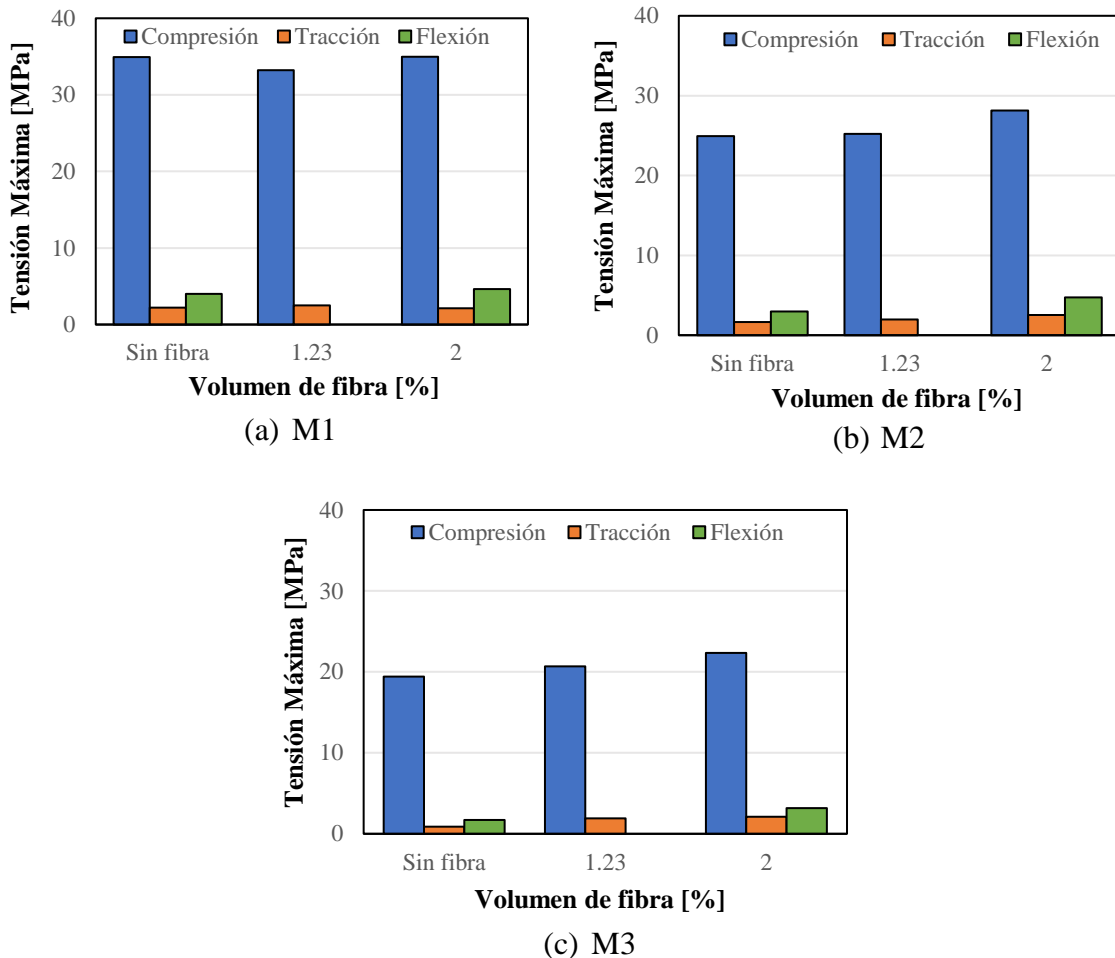 Tensión Máxima [MPa]
40
30
20
10
0
Compresión Tracción Flexión
Sin fibra 1.23 2
Volumen de fibra [%]
(a) M1
Tensión Máxima [MPa]
40
30
20
10
0
Compresión Tracción Flexión
Sin fibra 1.23 2
Volumen de fibra [%]
(b) M2
Tensión Máxima [MPa]
40
30
20
10
0
Compresión Tracción Flexión
Sin fibra 1.23 2
Volumen de fibra [%]
(c) M3